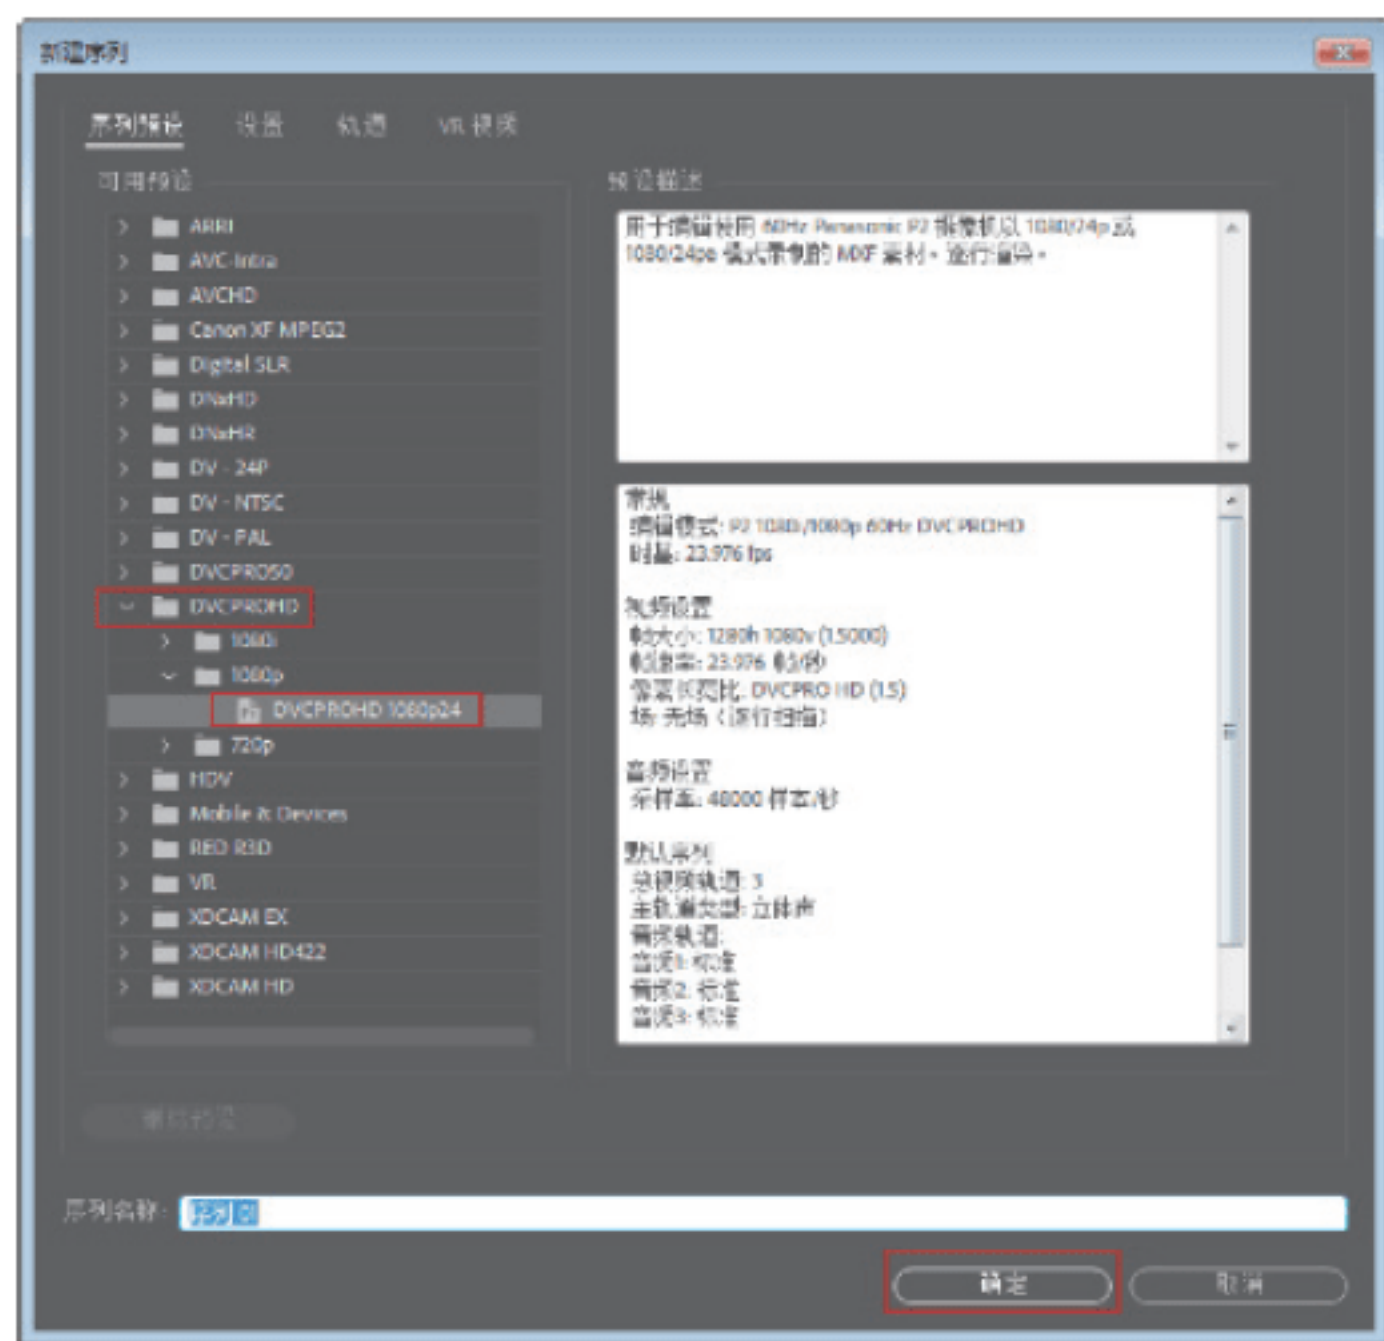 新建序列
序列预设 设置 轨道 VR 视频
可用预设
ARRI
AVC-Intra
AVCHD
Canon XF MPEG2
Digital SLR
DNxHD
DNxHR
DV - 24P
DV - NTSC
DV - PAL
DVCPRO50
DVCPROHD
1080i
1080p
DVCPROHD 1080p24
720p
HDV
Mobile & Devices
RED R3D
VR
XDCAM EX
XDCAM HD422
XDCAM HD
删除预设
预设描述
用于编辑使用 60Hz Panasonic P2 摄像机以 1080/24p 或
1080/24pa 模式录制的 MXF 素材。逐行渲染。
常规
编辑模式: P2 1080i/1080p 60Hz DVCPROHD
时基: 23.976 fps
视频设置
帧大小: 1280h 1080v (1.5000)
帧速率: 23.976 帧/秒
像素长宽比: DVCPRO HD (1.5)
场: 无场（逐行扫描）
音频设置
采样率: 48000 样本/秒
默认序列
总视频轨道: 3
主轨道类型: 立体声
音频轨道:
音频1: 标准
音频2: 标准
音频3: 标准
序列名称: 序列 01
确定 取消